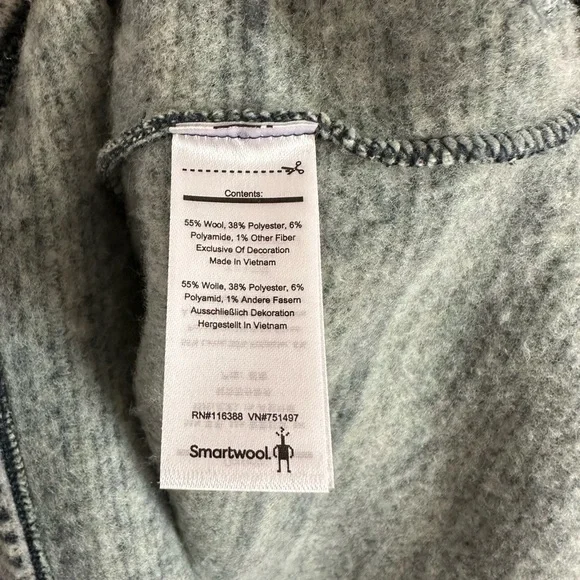 Contents:
55% Wool, 38% Polyester, 6%
Polyamide, 1% Other Fiber
Exclusive Of Decoration
Made In Vietnam
55% Wolle, 38% Polyester, 6%
Polyamid, 1% Andere Fasern
Ausschließlich Dekoration
Hergestellt In Vietnam
RN#116388 VN#751497
Smartwool.